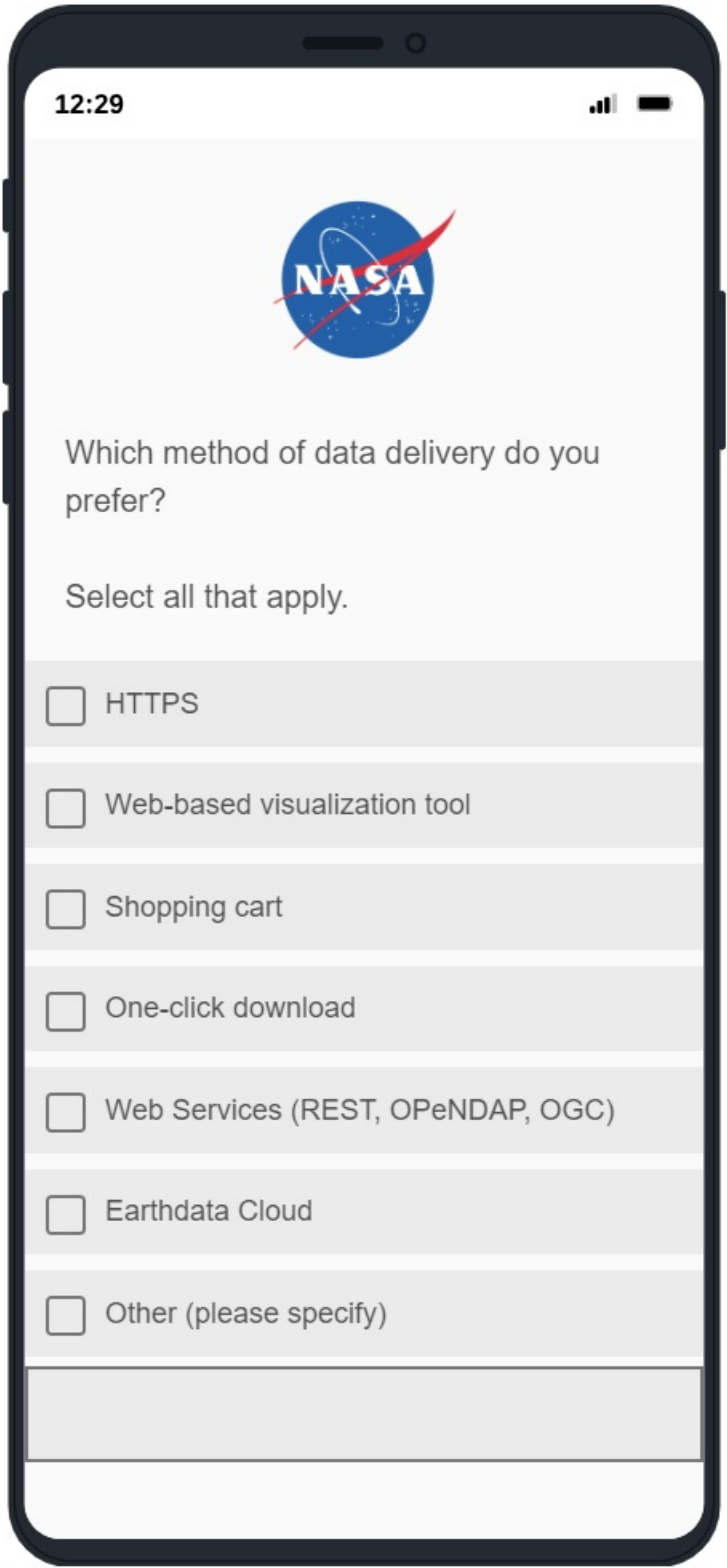 12:29
NASA
Which method of data delivery do you
prefer?
Select all that apply.
HTTPS
Web-based visualization tool
Shopping cart
One-click download
Web Services (REST, OPeNDAP, OGC)
Earthdata Cloud
Other (please specify)